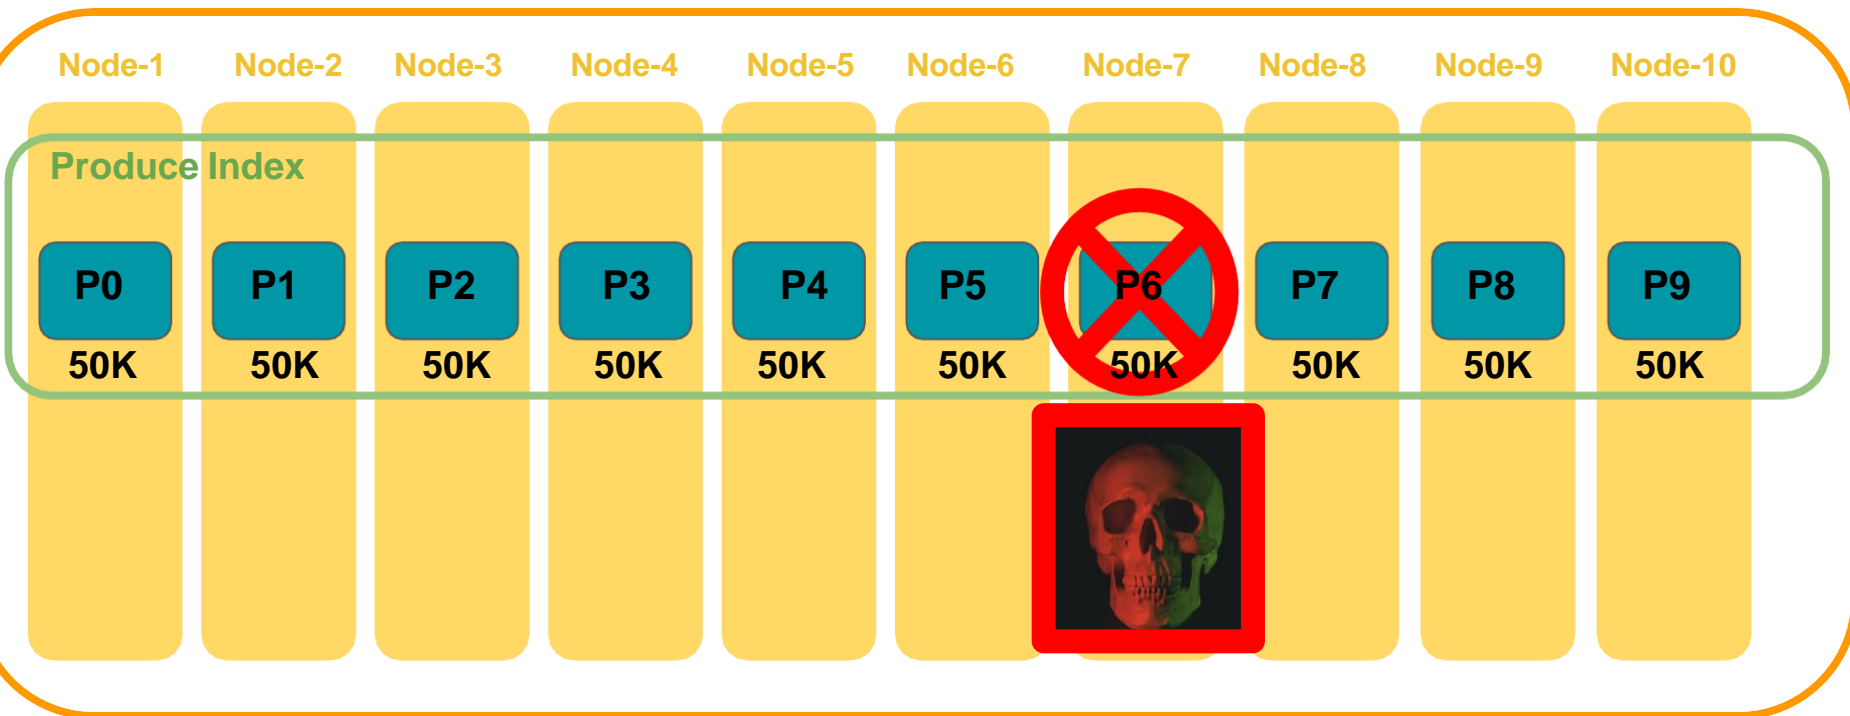 Node-1 Node-2 Node-3 Node-4 Node-5 Node-6 Node-7 Node-8 Node-9 Node-10
Produce Index
P0 P1 P2 P3 P4 P5 P6 P7 P8 P9
50K 50K 50K 50K 50K 50K 50K 50K 50K 50K